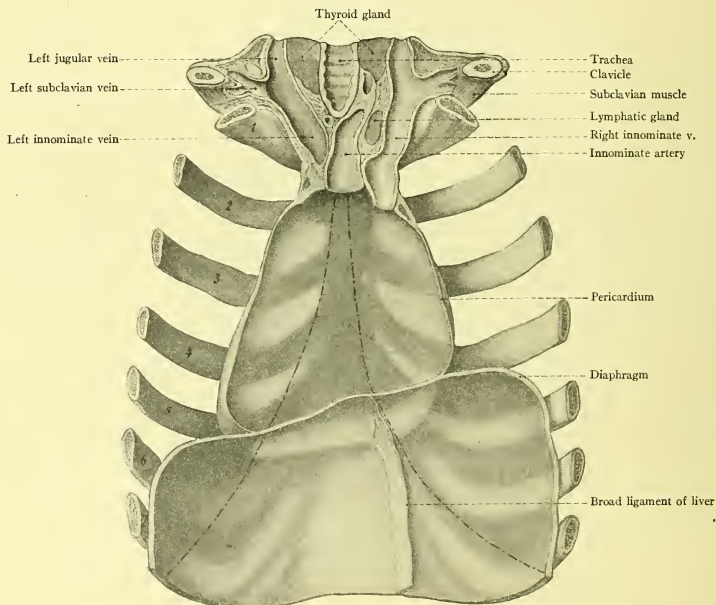 Thyroid gland
Left jugular vein
Trachea
Clavicle
Left subclavian vein
Subclavian muscle
1
Lymphatic gland
Left innominate vein
Right innominate v.
Innominate artery
2
3
Pericardium
4
Diaphragm
5
6
Broad ligament of liver